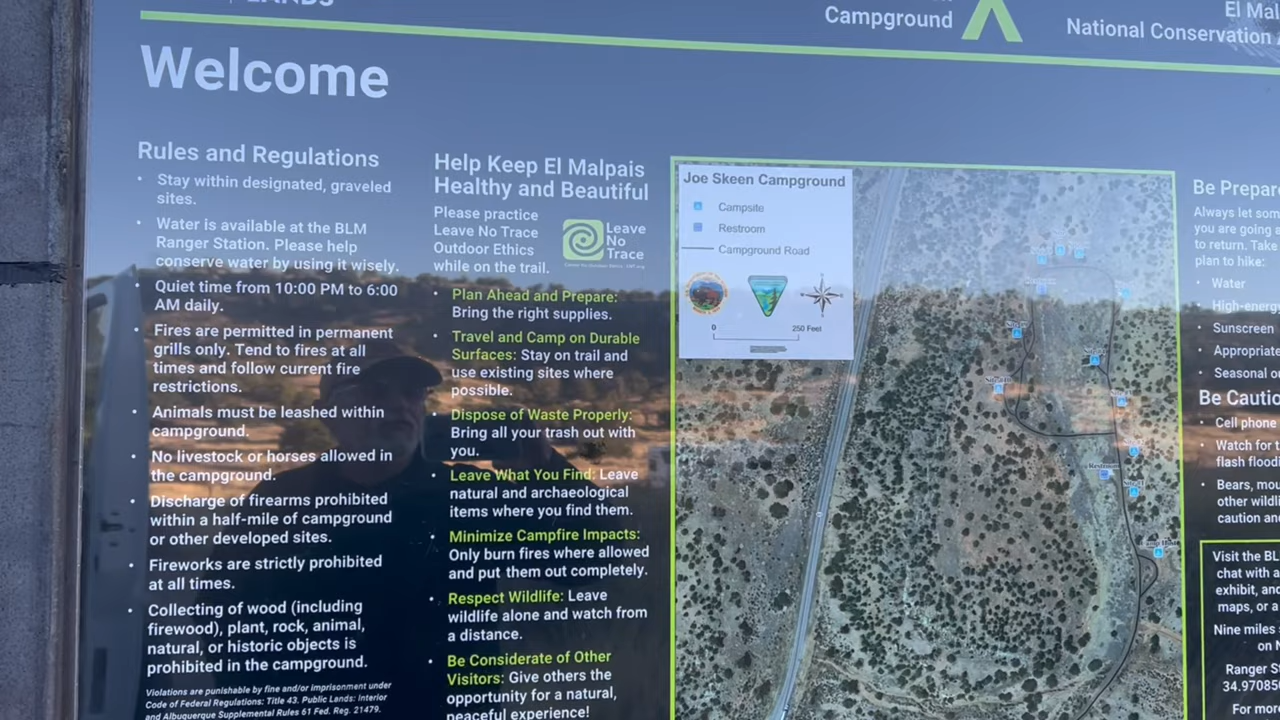 LANDS
Campground
El Mal
National Conservation
Welcome
Rules and Regulations
• Stay within designated, graveled
sites.
• Water is available at the BLM
Ranger Station. Please help
conserve water by using it wisely.
• Quiet time from 10:00 PM to 6:00
AM daily.
• Fires are permitted in permanent
grills only. Tend to fires at all
times and follow current fire
restrictions.
• Animals must be leashed within
campground.
• No livestock or horses allowed in
the campground.
• Discharge of firearms prohibited
within a half-mile of campground
or other developed sites.
• Fireworks are strictly prohibited
at all times.
• Collecting of wood (including
firewood), plant, rock, animal,
natural, or historic objects is
prohibited in the campground.
Violations are punishable by fine and/or imprisonment under
Code of Federal Regulations: Title 43. Public Lands: Interior
and Albuquerque Supplemental Rules 61 Fed. Reg. 21479.
Help Keep El Malpais
Healthy and Beautiful
Please practice
Leave No Trace
Outdoor Ethics
while on the trail.
Leave
No
Trace
• Plan Ahead and Prepare:
Bring the right supplies.
• Travel and Camp on Durable
Surfaces: Stay on trail and
use existing sites where
possible.
• Dispose of Waste Properly:
Bring all your trash out with
you.
• Leave What You Find: Leave
natural and archaeological
items where you find them.
• Minimize Campfire Impacts:
Only burn fires where allowed
and put them out completely.
• Respect Wildlife: Leave
wildlife alone and watch from
a distance.
• Be Considerate of Other
Visitors: Give others the
opportunity for a natural,
peaceful experience!
Joe Skeen Campground
Campsite
Restroom
Campground Road
0 250 Feet
Restroom
Camp Host
Be Prepar
Always let som
you are going a
to return. Take
plan to hike:
• Water
• High-energy
• Sunscreen
• Appropriate
• Seasonal ou
Be Cautio
• Cell phone
• Watch for t
flash floodi
• Bears, mou
other wildl
caution an
Visit the BL
chat with a
exhibit, and
maps, or a
Nine miles
on N
Ranger S
34.970850
For more